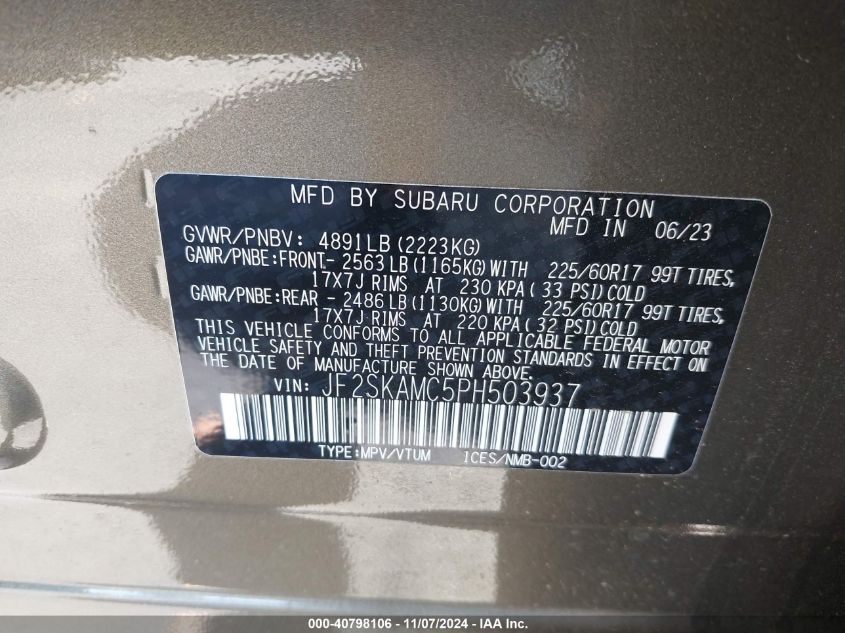 MFD BY SUBARU CORPORATION
MFD IN 06/23
GVWR/PNBV: 4891LB(2223KG)
GAWR/PNBE:FRONT- 2563LB(1165KG)WITH 225/60R17 99T TIRES,
17X7J RIMS AT 230 KPA( 33 PSI)COLD
GAWR/PNBE:REAR - 2486LB(1130KG)WITH 225/60R17 99T TIRES,
17X7J RIMS AT 220 KPA( 32 PSI)COLD
THIS VEHICLE CONFORMS TO ALL APPLICABLE FEDERAL MOTOR
VEHICLE SAFETY AND THEFT PREVENTION STANDARDS IN EFFECT ON
THE DATE OF MANUFACTURE SHOWN ABOVE.
VIN: JF2SKAMC5PH503937
TYPE:MPV/VTUM 1CES/NMB-002
000-40798106 - 11/07/2024 - IAA Inc.